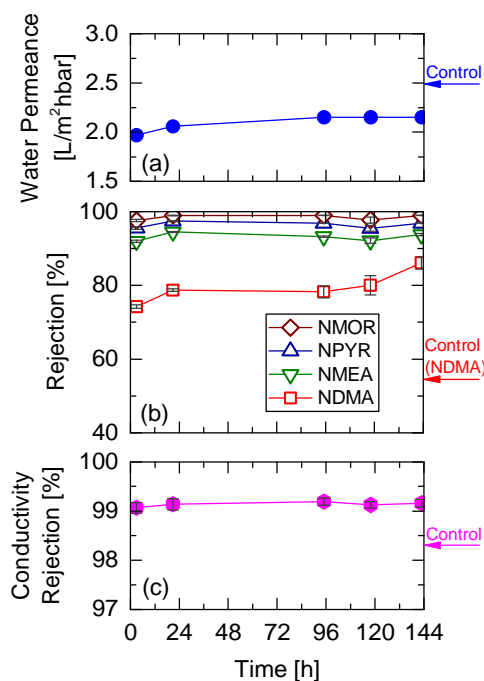 3.0
2.5
2.0
1.5
Water Permeance
[L/m²hbar]
Control
(a)
100
80
60
40
Rejection [%]
NMOR
NPYR
NMEA
NDMA
Control
(NDMA)
(b)
100
99
98
97
Conductivity
Rejection [%]
Control
(c)
0 24 48 72 96 120 144
Time [h]